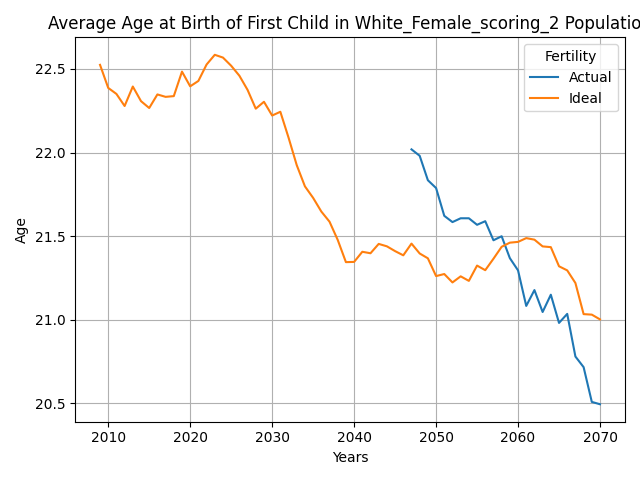 Average Age at Birth of First Child in White_Female_scoring_2 Populatio
Fertility
Actual
Ideal
22.5
22.0
21.5
21.0
20.5
Age
2010 2020 2030 2040 2050 2060 2070
Years